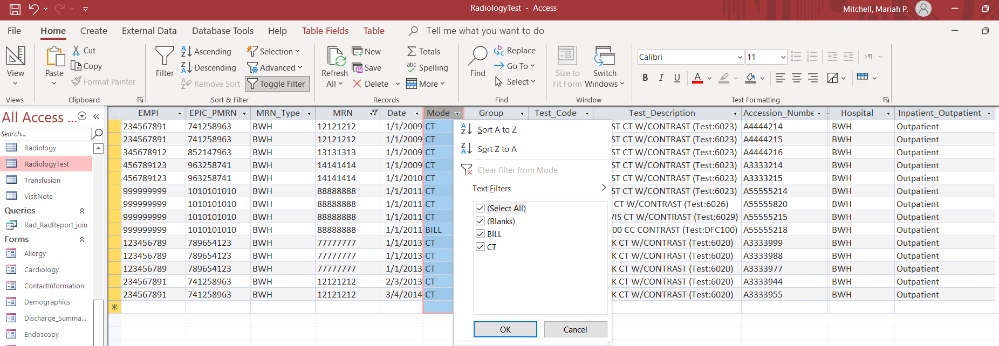 RadiologyTest - Access
Mitchell, Mariah P.
File Home Create External Data Database Tools Help Table Fields Table Tell me what you want to do
View
Views
Paste
Cut
Copy
Format Painter
Clipboard
Filter
Ascending
Descending
Remove Sort
Selection
Advanced
Toggle Filter
Sort & Filter
Refresh
All
New
Save
Delete
Totals
Spelling
More
Records
Find
Replace
Go To
Select
Find
Size to
Fit Form
Switch
Windows
Window
Calibri 11
B I U A
Text Formatting
All Access ...
Search...
Radiology
RadiologyTest
Transfusion
VisitNote
Queries
Rad_RadReport_join
Forms
Allergy
Cardiology
ContactInformation
Demographics
Discharge_Summa...
Endoscopy
EMPI EPIC_PMRN MRN_Type MRN Date Mode Group Test_Code Test_Description Accession_Numbe Hospital Inpatient_Outpatient
234567891 741258963 BWH 12121212 1/1/2009 CT ST CT W/CONTRAST (Test:6023) A4444214 BWH Outpatient
234567891 741258963 BWH 12121212 1/1/2009 CT ST CT W/CONTRAST (Test:6023) A4444215 BWH Outpatient
345678912 852147963 BWH 13131313 1/1/2009 CT ST CT W/CONTRAST (Test:6023) A4444216 BWH Outpatient
456789123 963258741 BWH 14141414 1/1/2009 CT ST CT W/CONTRAST (Test:6023) A3333214 BWH Outpatient
456789123 963258741 BWH 14141414 1/1/2010 CT ST CT W/CONTRAST (Test:6023) A3333215 BWH Outpatient
999999999 1010101010 BWH 88888888 1/1/2011 CT ST CT W/CONTRAST (Test:6023) A55555214 BWH Outpatient
999999999 1010101010 BWH 88888888 1/1/2011 CT CT W/CONTRAST (Test:6026) A55555820 BWH Outpatient
999999999 1010101010 BWH 88888888 1/1/2011 CT IS CT W/CONTRAST (Test:6029) A55555215 BWH Outpatient
999999999 1010101010 BWH 88888888 1/1/2011 BILL 00 CC CONTRAST (Test:DFC100) A55555218 BWH Outpatient
123456789 789654123 BWH 77777777 1/1/2013 CT K CT W/CONTRAST (Test:6020) A3333999 BWH Outpatient
123456789 789654123 BWH 77777777 1/1/2013 CT K CT W/CONTRAST (Test:6020) A3333988 BWH Outpatient
123456789 789654123 BWH 77777777 1/1/2013 CT K CT W/CONTRAST (Test:6020) A3333977 BWH Outpatient
234567891 741258963 BWH 12121212 2/3/2013 CT K CT W/CONTRAST (Test:6020) A3333944 BWH Outpatient
234567891 741258963 BWH 12121212 3/4/2014 CT K CT W/CONTRAST (Test:6020) A3333955 BWH Outpatient
Sort A to Z
Sort Z to A
Clear filter from Mode
Text Filters
(Select All)
(Blanks)
BILL
CT
OK Cancel